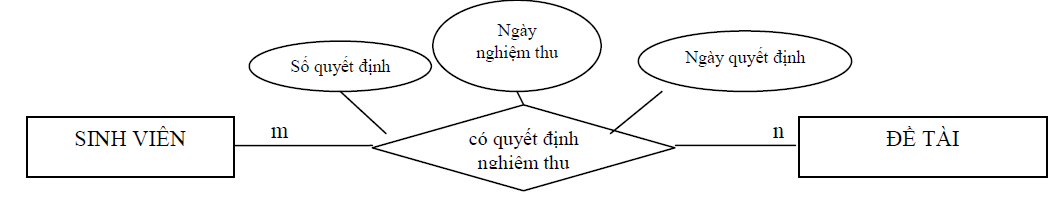 Ngày
nghiệm thu
Số quyết định
Ngày quyết định
SINH VIÊN
m
có quyết định
nghiệm thu
n
ĐỀ TÀI